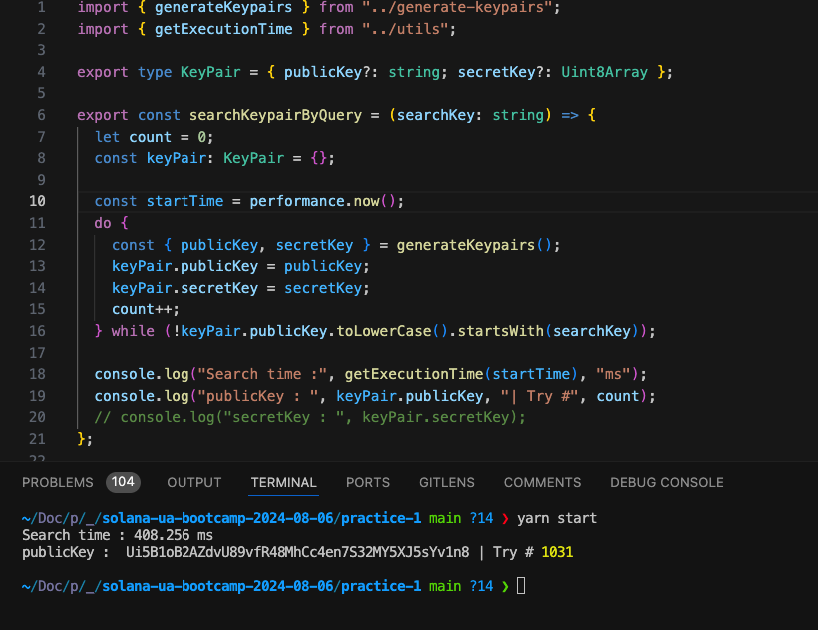 1 import { generateKeypairs } from "../generate-keypairs";
2 import { getExecutionTime } from "../utils";
3
4 export type KeyPair = { publicKey?: string; secretKey?: Uint8Array };
5
6 export const searchKeypairByQuery = (searchKey: string) => {
7 let count = 0;
8 const keyPair: KeyPair = {};
9
10 const startTime = performance.now();
11 do {
12 const { publicKey, secretKey } = generateKeypairs();
13 keyPair.publicKey = publicKey;
14 keyPair.secretKey = secretKey;
15 count++;
16 } while (!keyPair.publicKey.toLowerCase().startsWith(searchKey));
17
18 console.log("Search time :", getExecutionTime(startTime), "ms");
19 console.log("publicKey : ", keyPair.publicKey, "| Try #", count);
20 // console.log("secretKey : ", keyPair.secretKey);
21 };
22
PROBLEMS 104 OUTPUT TERMINAL PORTS GITLENS COMMENTS DEBUG CONSOLE
~/Doc/p/_/solana-ua-bootcamp-2024-08-06/practice-1 main ?14 ❯ yarn start
Search time : 408.256 ms
publicKey :  Ui5B1oB2AZdvU89vfR48MhCc4en7S32MY5XJ5sYv1n8 | Try # 1031
~/Doc/p/_/solana-ua-bootcamp-2024-08-06/practice-1 main ?14 ❯